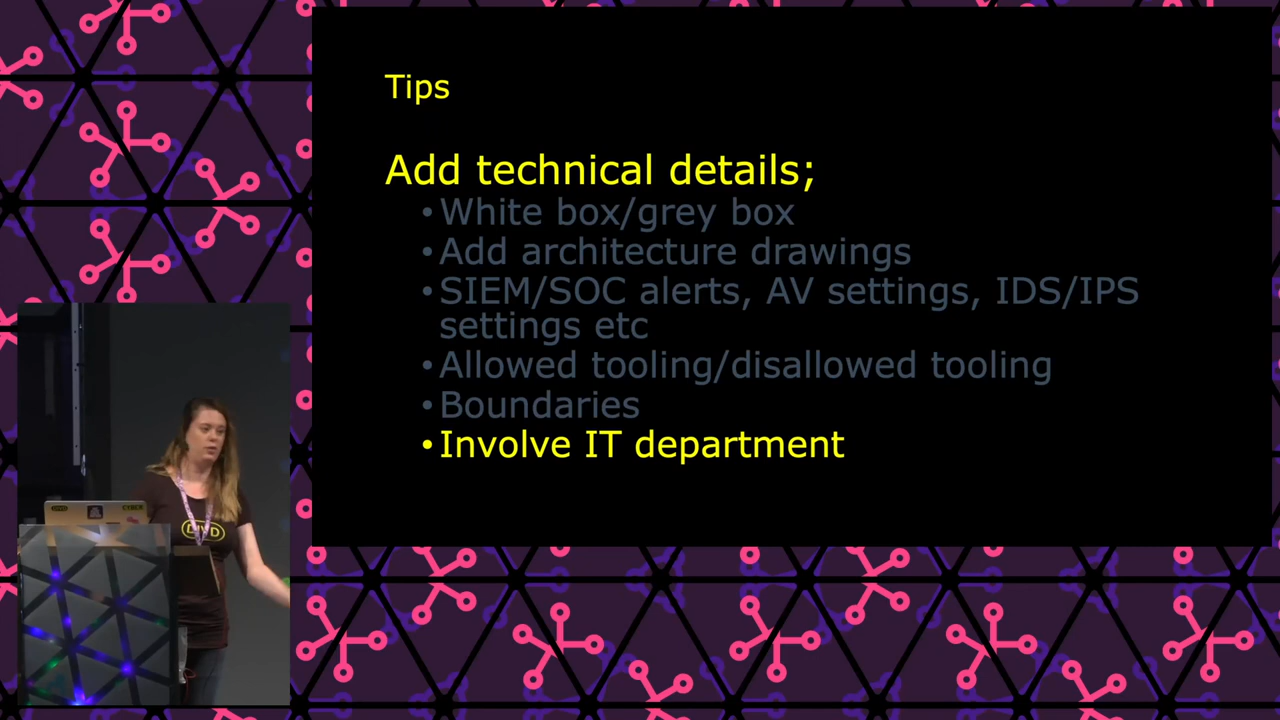 Tips
Add technical details;
•White box/grey box
•Add architecture drawings
•SIEM/SOC alerts, AV settings, IDS/IPS
settings etc
•Allowed tooling/disallowed tooling
•Boundaries
•Involve IT department
DIVD